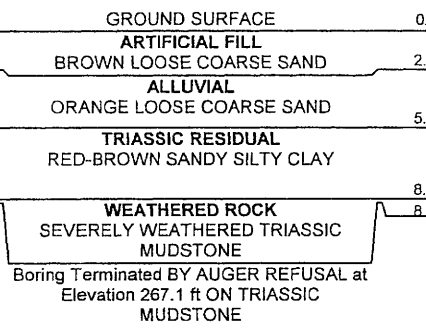 GROUND SURFACE 0.
ARTIFICIAL FILL
BROWN LOOSE COARSE SAND 2.
ALLUVIAL
ORANGE LOOSE COARSE SAND
5.
TRIASSIC RESIDUAL
RED-BROWN SANDY SILTY CLAY
8.
WEATHERED ROCK 8.
SEVERELY WEATHERED TRIASSIC
MUDSTONE
Boring Terminated BY AUGER REFUSAL at
Elevation 267.1 ft ON TRIASSIC
MUDSTONE